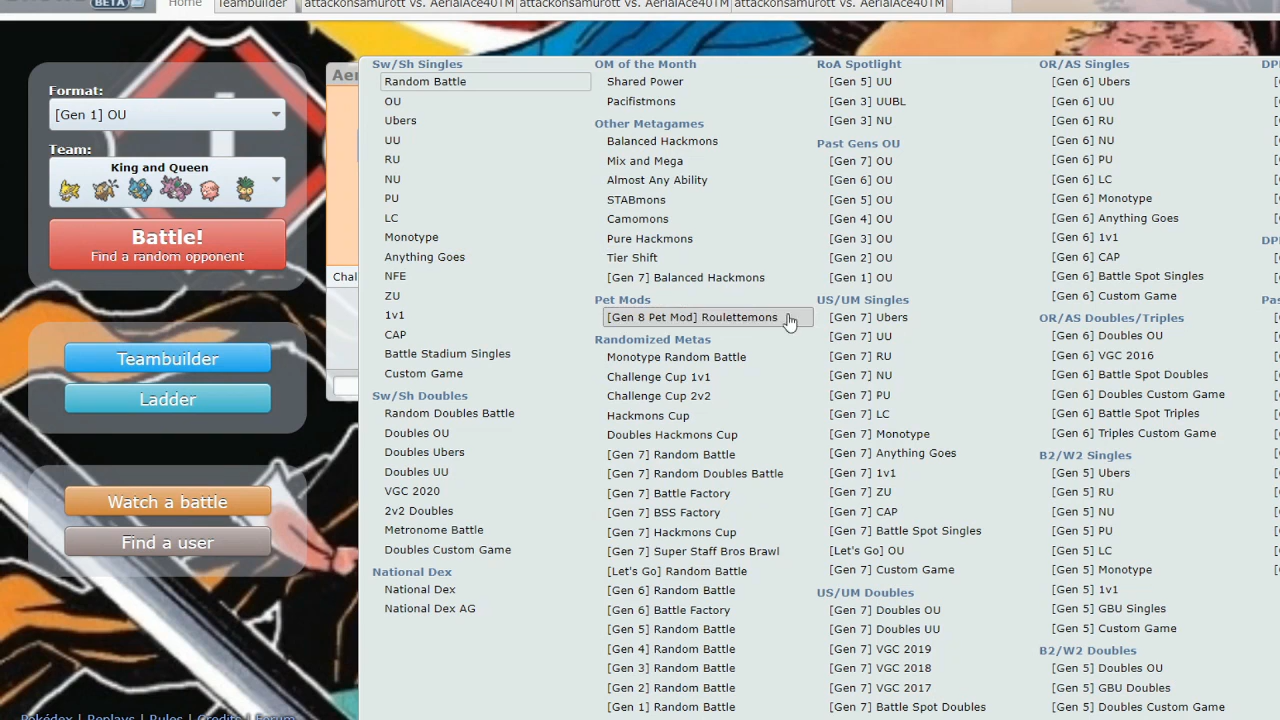 BETA
Home
Teambuilder
attackonsamurott vs. AerialAce40TM
attackonsamurott vs. AerialAce40TM
attackonsamurott vs. AerialAce40TM
Format:
[Gen 1] OU
Team:
King and Queen
Battle!
Find a random opponent
Teambuilder
Ladder
Watch a battle
Find a user
Pokédex | Replays | Rules | Credits | Forum
Aer
Chal
Sw/Sh Singles
Random Battle
OU
Ubers
UU
RU
NU
PU
LC
Monotype
Anything Goes
NFE
ZU
1v1
CAP
Battle Stadium Singles
Custom Game
Sw/Sh Doubles
Random Doubles Battle
Doubles OU
Doubles Ubers
Doubles UU
VGC 2020
2v2 Doubles
Metronome Battle
Doubles Custom Game
National Dex
National Dex
National Dex AG
OM of the Month
Shared Power
Pacifistmons
Other Metagames
Balanced Hackmons
Mix and Mega
Almost Any Ability
STABmons
Camomons
Pure Hackmons
Tier Shift
[Gen 7] Balanced Hackmons
Pet Mods
[Gen 8 Pet Mod] Roulettemons
Randomized Metas
Monotype Random Battle
Challenge Cup 1v1
Challenge Cup 2v2
Hackmons Cup
Doubles Hackmons Cup
[Gen 7] Random Battle
[Gen 7] Random Doubles Battle
[Gen 7] Battle Factory
[Gen 7] BSS Factory
[Gen 7] Hackmons Cup
[Gen 7] Super Staff Bros Brawl
[Let's Go] Random Battle
[Gen 6] Random Battle
[Gen 6] Battle Factory
[Gen 5] Random Battle
[Gen 4] Random Battle
[Gen 3] Random Battle
[Gen 2] Random Battle
[Gen 1] Random Battle
RoA Spotlight
[Gen 5] UU
[Gen 3] UUBL
[Gen 3] NU
Past Gens OU
[Gen 7] OU
[Gen 6] OU
[Gen 5] OU
[Gen 4] OU
[Gen 3] OU
[Gen 2] OU
[Gen 1] OU
US/UM Singles
[Gen 7] Ubers
[Gen 7] UU
[Gen 7] RU
[Gen 7] NU
[Gen 7] PU
[Gen 7] LC
[Gen 7] Monotype
[Gen 7] Anything Goes
[Gen 7] 1v1
[Gen 7] ZU
[Gen 7] CAP
[Gen 7] Battle Spot Singles
[Let's Go] OU
[Gen 7] Custom Game
US/UM Doubles
[Gen 7] Doubles OU
[Gen 7] Doubles UU
[Gen 7] VGC 2019
[Gen 7] VGC 2018
[Gen 7] VGC 2017
[Gen 7] Battle Spot Doubles
OR/AS Singles
[Gen 6] Ubers
[Gen 6] UU
[Gen 6] RU
[Gen 6] NU
[Gen 6] PU
[Gen 6] LC
[Gen 6] Monotype
[Gen 6] Anything Goes
[Gen 6] 1v1
[Gen 6] CAP
[Gen 6] Battle Spot Singles
[Gen 6] Custom Game
OR/AS Doubles/Triples
[Gen 6] Doubles OU
[Gen 6] VGC 2016
[Gen 6] Battle Spot Doubles
[Gen 6] Doubles Custom Game
[Gen 6] Battle Spot Triples
[Gen 6] Triples Custom Game
B2/W2 Singles
[Gen 5] Ubers
[Gen 5] RU
[Gen 5] NU
[Gen 5] PU
[Gen 5] LC
[Gen 5] Monotype
[Gen 5] 1v1
[Gen 5] GBU Singles
[Gen 5] Custom Game
B2/W2 Doubles
[Gen 5] Doubles OU
[Gen 5] GBU Doubles
[Gen 5] Doubles Custom Game